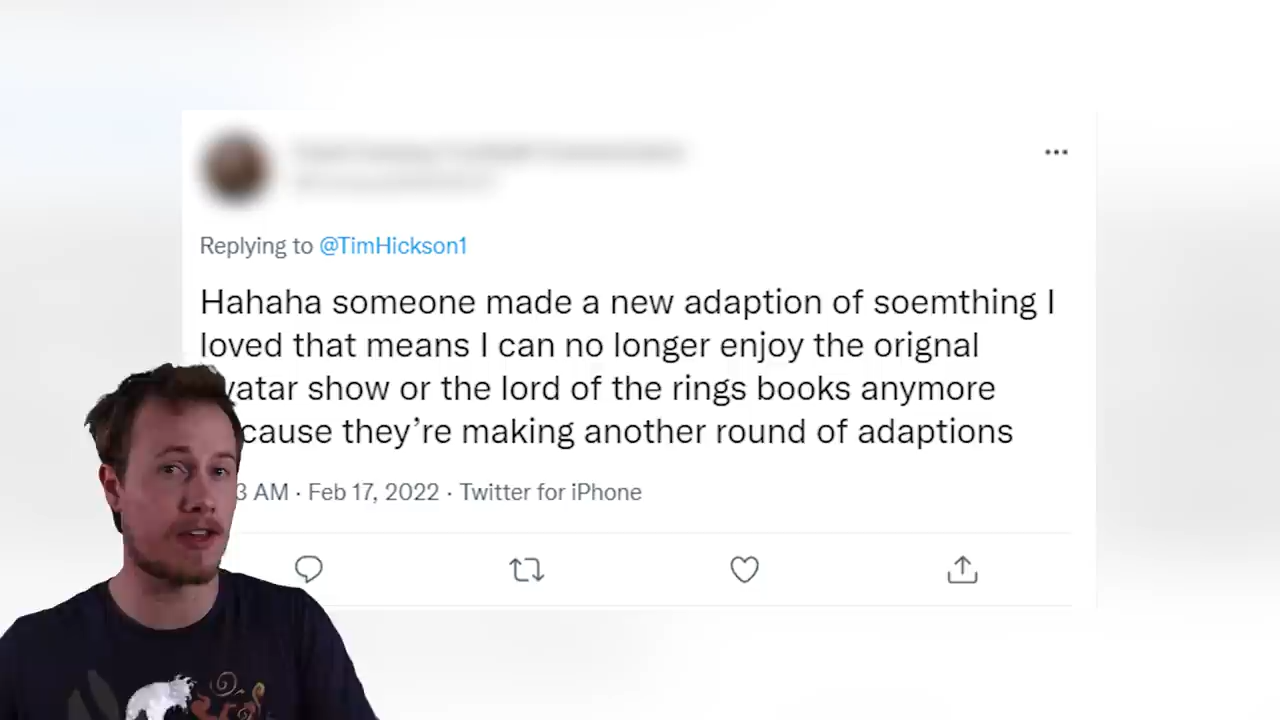 Replying to @TimHickson1
Hahaha someone made a new adaption of soemthing I
loved that means I can no longer enjoy the orignal
vatar show or the lord of the rings books anymore
cause they’re making another round of adaptions
3 AM · Feb 17, 2022 · Twitter for iPhone